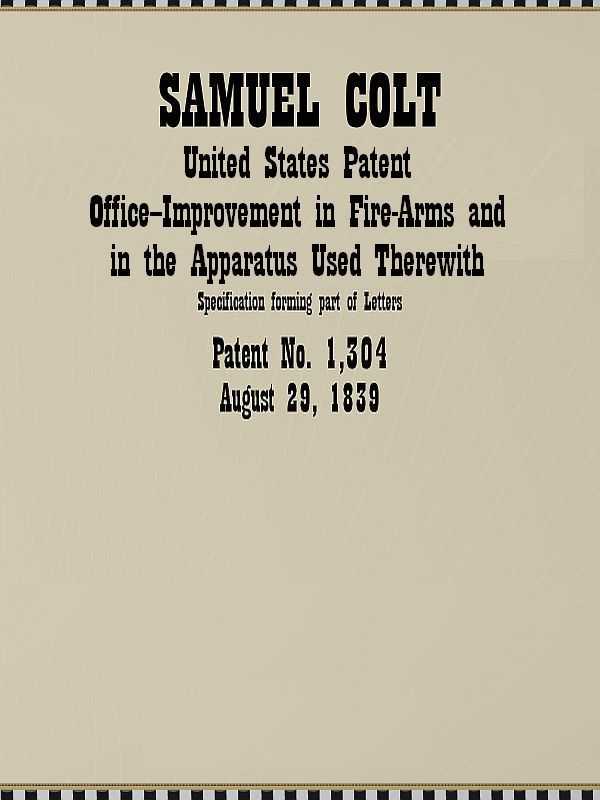 SAMUEL COLT
United States Patent
Office–Improvement in Fire-Arms and
in the Apparatus Used Therewith
Specification forming part of Letters
Patent No. 1,304
August 29, 1839